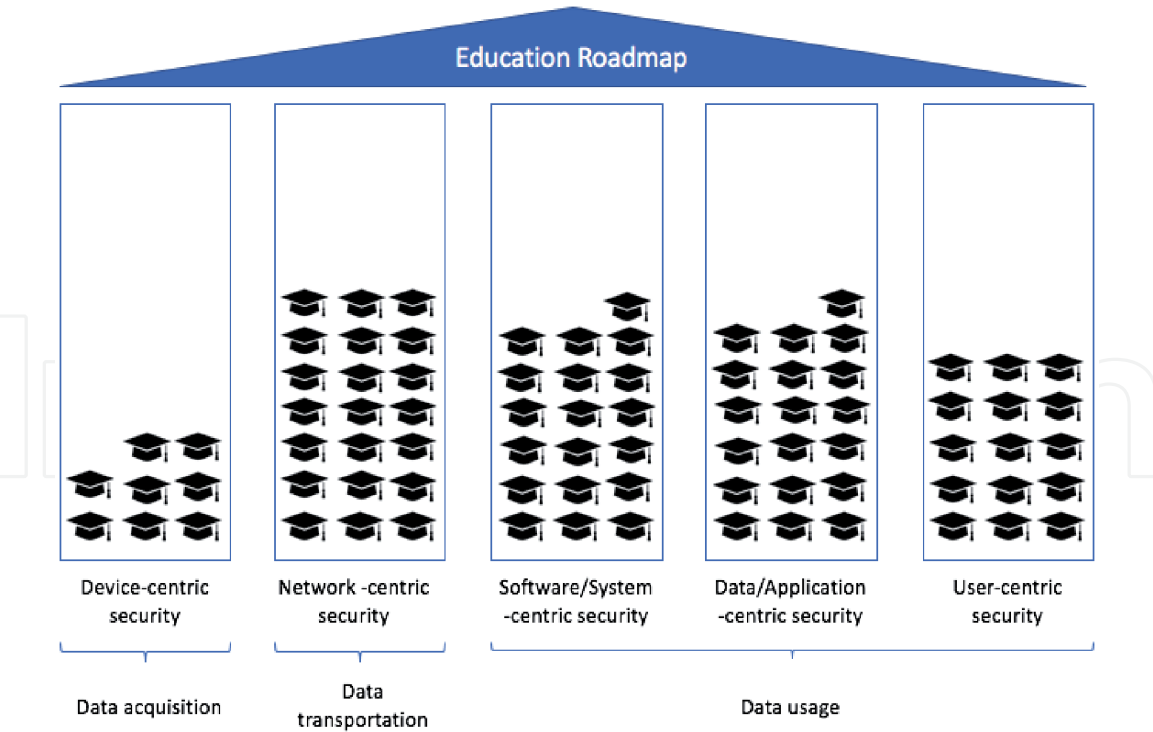 Education Roadmap
Device-centric
security
Network -centric
security
Software/System
-centric security
Data/Application
-centric security
User-centric
security
Data acquisition
Data
transportation
Data usage